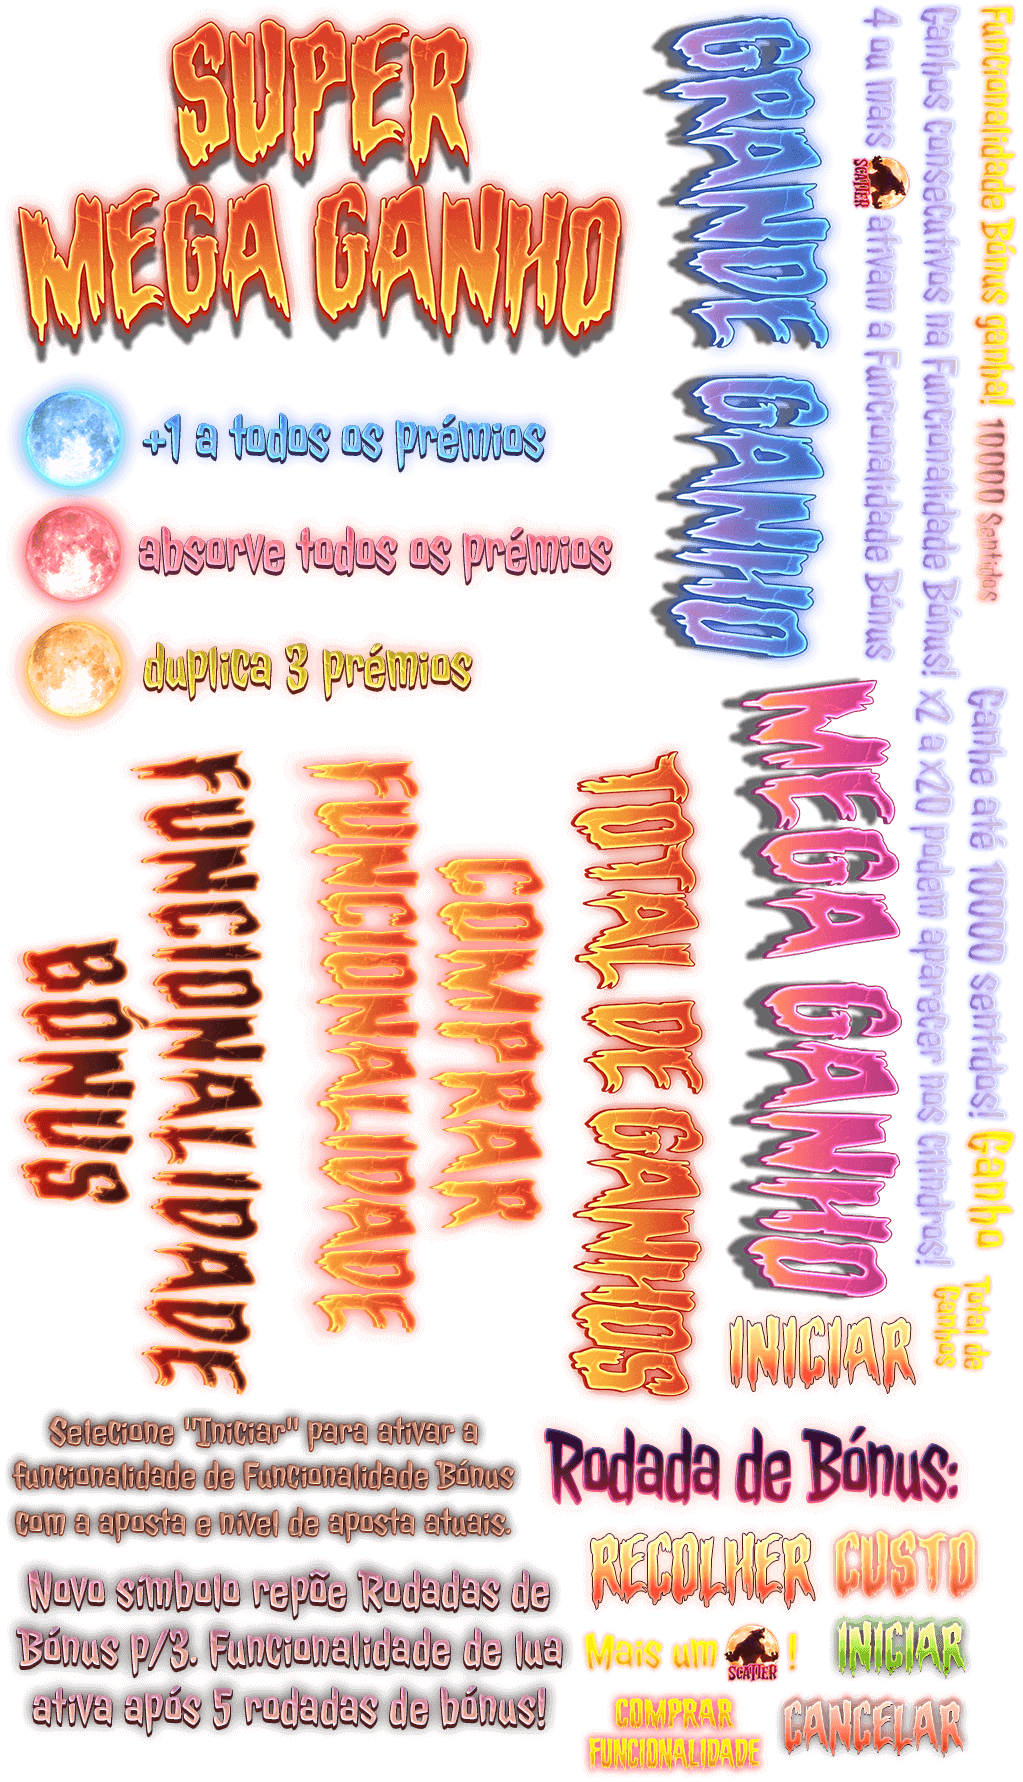 SUPER
MEGA GANHO
+1 a todos os prémios
absorve todos os prémios
duplica 3 prémios
GRANDE GANHO
4 ou mais SCATTER ativam a Funcionalidade Bónus
Ganhos consecutivos na Funcionalidade Bónus!
Funcionalidade Bónus ganha!
10000 Sentidos
MEGA GANHO
x2 a x20 podem aparecer nos cilindros!
Ganhe até 10000 sentidos!
Ganho
Total de
Ganhos
FUNCIONALIDADE
BÓNUS
COMPRAR
FUNCIONALIDADE
TOTAL DE GANHOS
INICIAR
Selecione "Iniciar" para ativar a
funcionalidade de Funcionalidade Bónus
com a aposta e nível de aposta atuais.
Rodada de Bónus:
Novo símbolo repõe Rodadas de
Bónus p/3. Funcionalidade de lua
ativa após 5 rodadas de bónus!
RECOLHER
CUSTO
Mais um SCATTER !
INICIAR
COMPRAR
FUNCIONALIDADE
CANCELAR